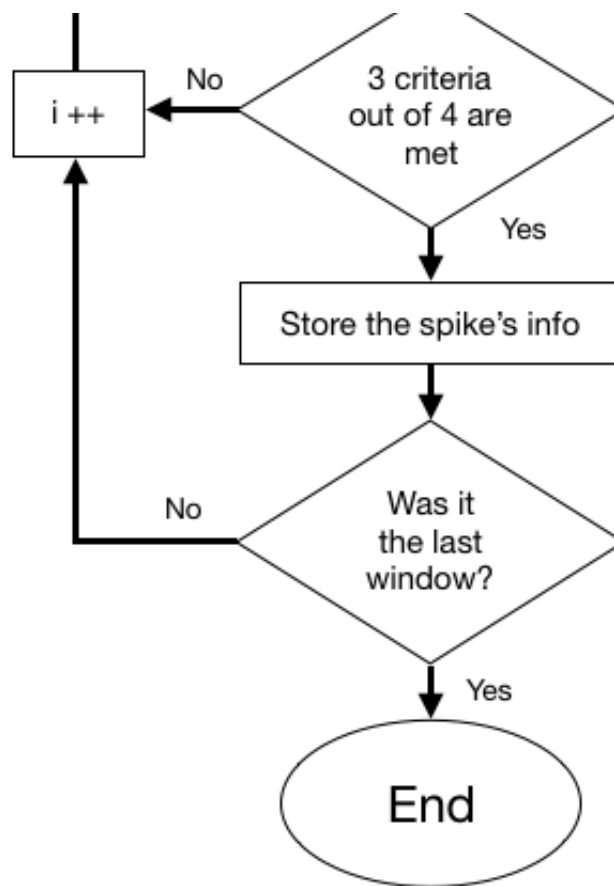 No
i ++
3 criteria
out of 4 are
met
Yes
Store the spike’s info
No
Was it
the last
window?
Yes
End